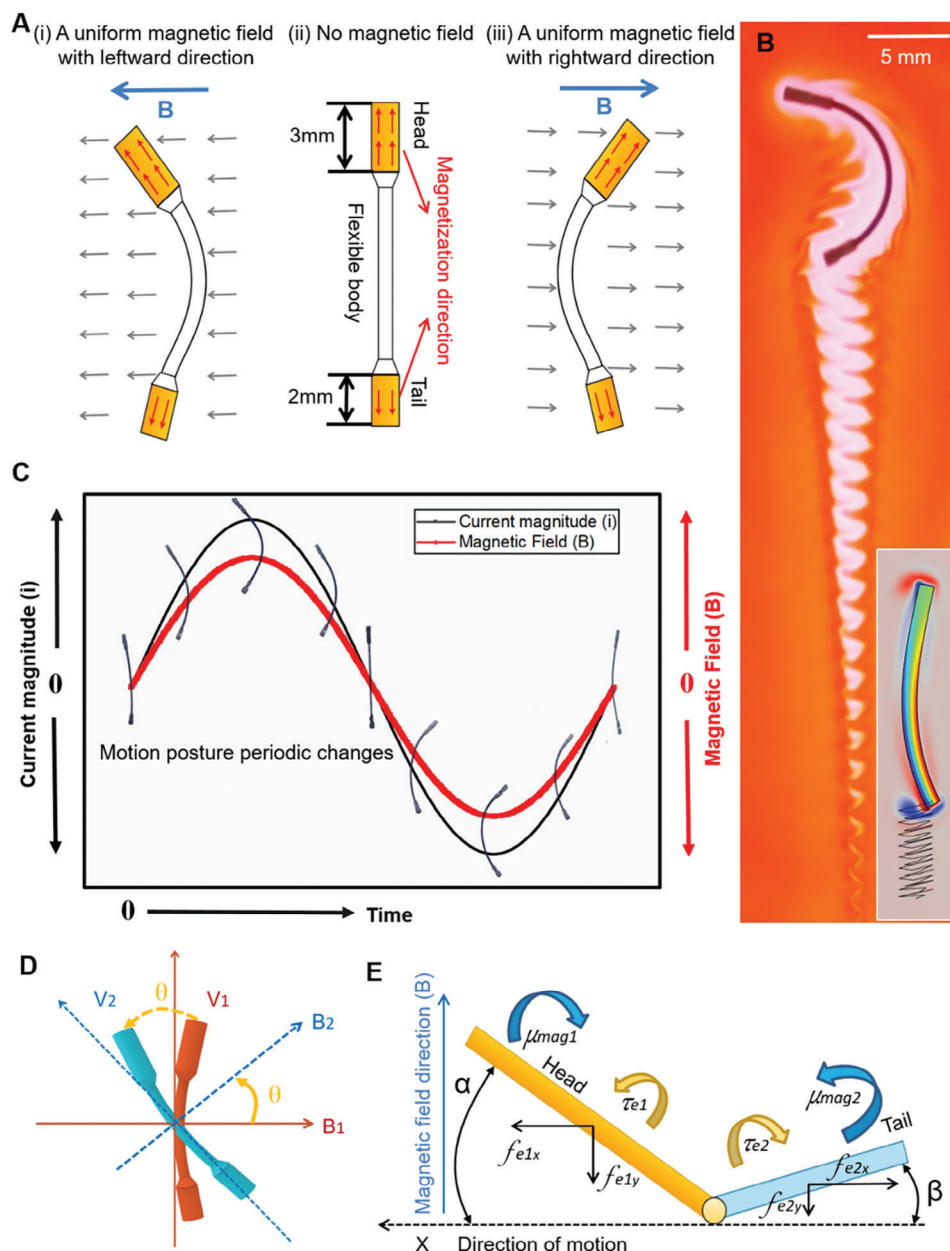 A
(i) A uniform magnetic field
with leftward direction
B
(ii) No magnetic field
3mm
Head
Flexible body
Magnetization direction
2mm
Tail
(iii) A uniform magnetic field
with rightward direction
B
B
5 mm
C
Current magnitude (i)
0
Current magnitude (i)
Magnetic Field (B)
Motion posture periodic changes
0
Magnetic Field (B)
0
Time
D
V2
θ
V1
B2
θ
B1
E
Magnetic field direction (B)
α
μmag1
Head
τe1
fe1x
fe1y
τe2
μmag2
Tail
fe2x
fe2y
β
X Direction of motion